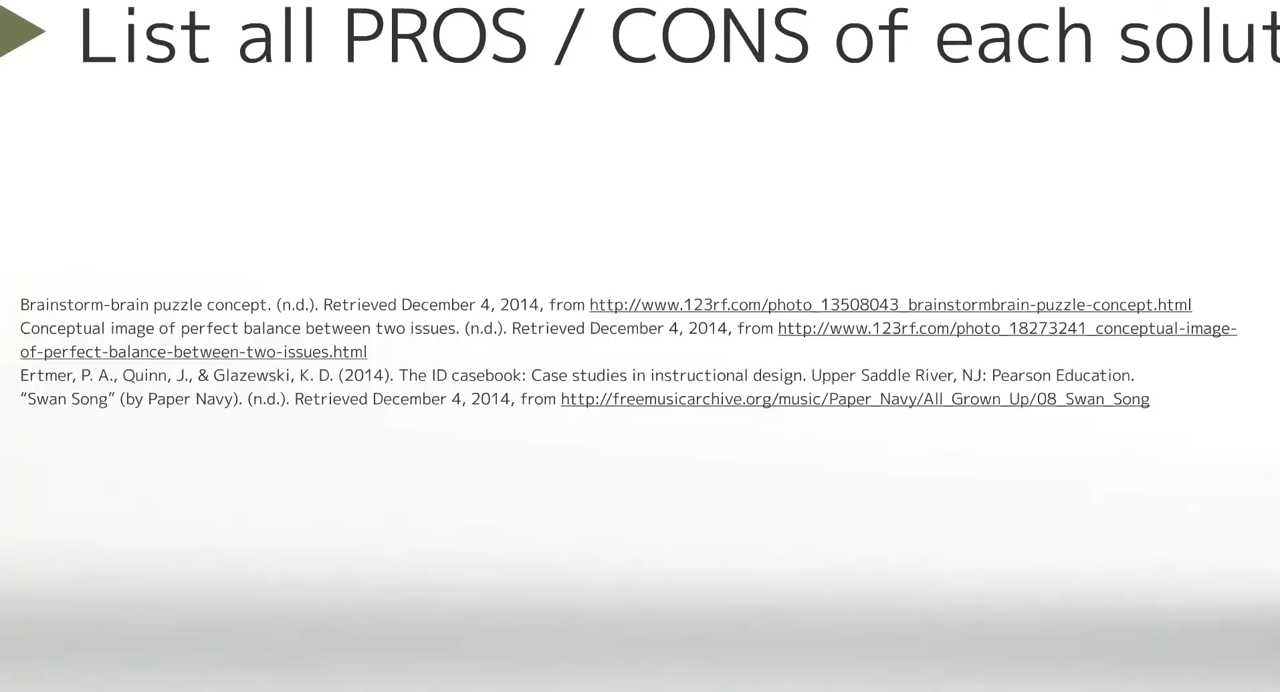 List all PROS / CONS of each solut
Brainstorm-brain puzzle concept. (n.d.). Retrieved December 4, 2014, from http://www.123rf.com/photo_13508043_brainstormbrain-puzzle-concept.html
Conceptual image of perfect balance between two issues. (n.d.). Retrieved December 4, 2014, from http://www.123rf.com/photo_18273241_conceptual-image-
of-perfect-balance-between-two-issues.html
Ertmer, P. A., Quinn, J., & Glazewski, K. D. (2014). The ID casebook: Case studies in instructional design. Upper Saddle River, NJ: Pearson Education.
“Swan Song” (by Paper Navy). (n.d.). Retrieved December 4, 2014, from http://freemusicarchive.org/music/Paper_Navy/All_Grown_Up/08_Swan_Song